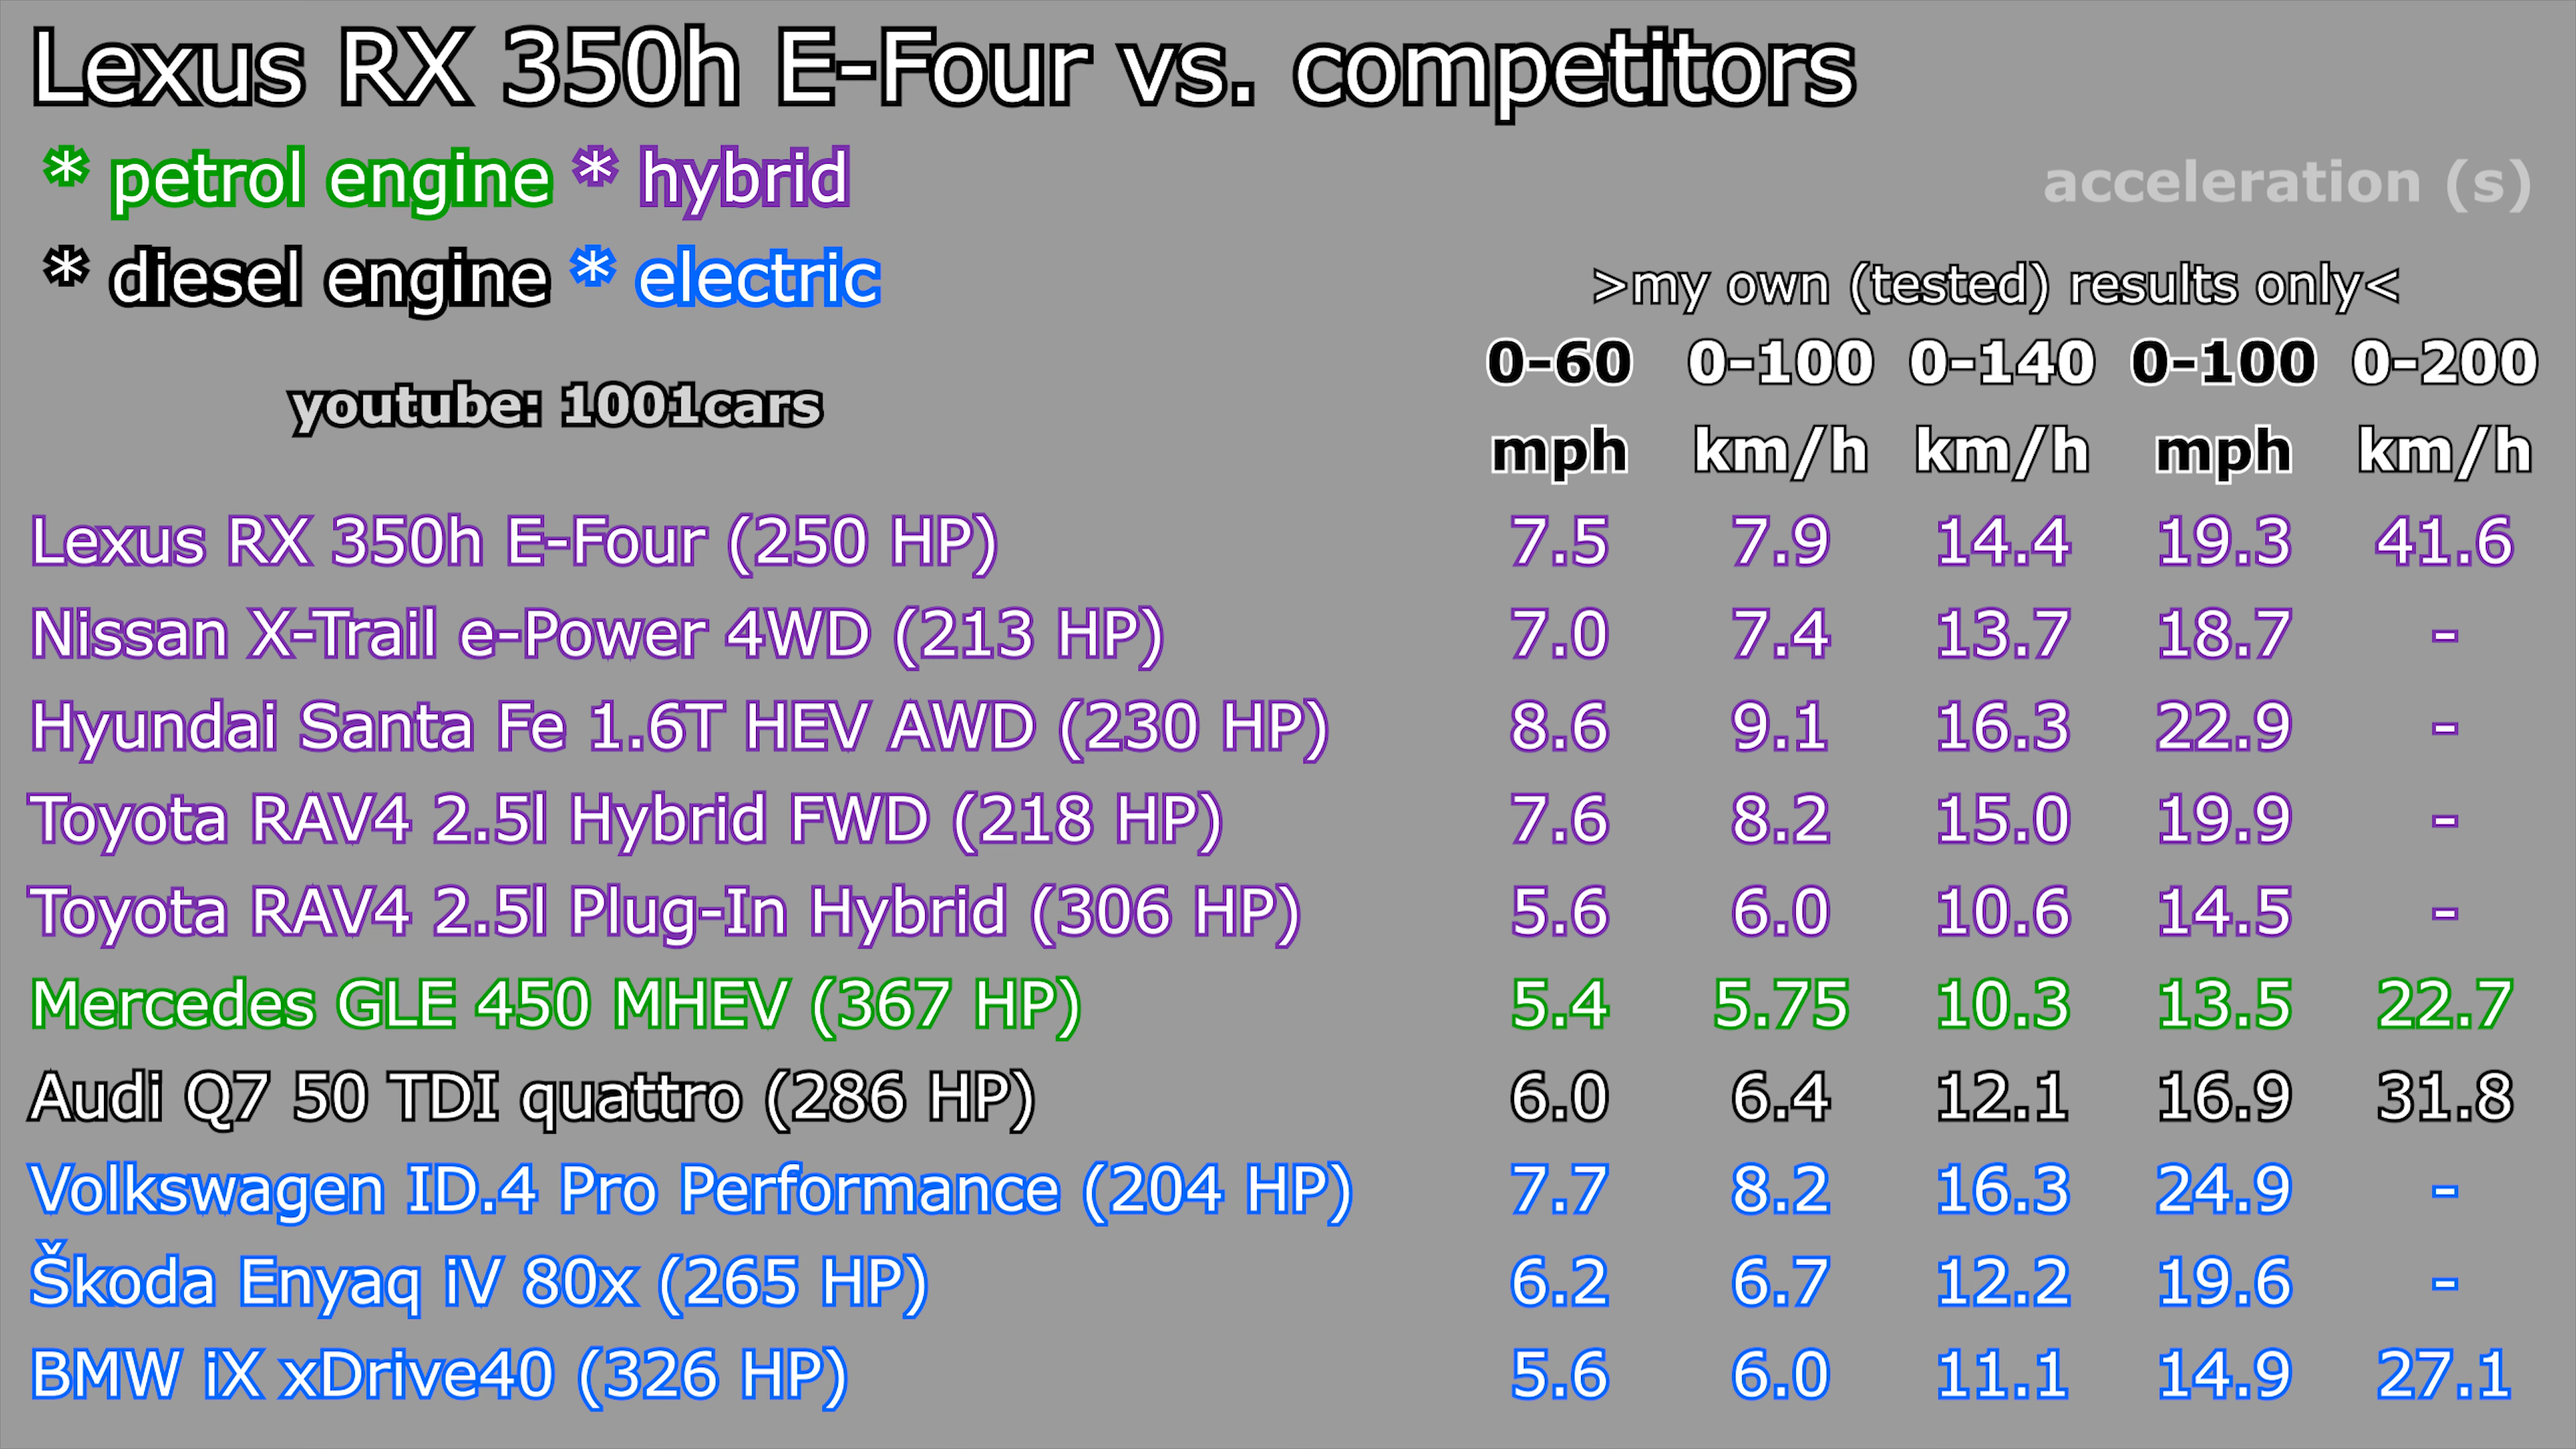 Lexus RX 350h E-Four vs. competitors
* petrol engine * hybrid
acceleration (s)
* diesel engine * electric
>my own (tested) results only<
youtube: 1001cars
0-60 0-100 0-140 0-100 0-200
mph km/h km/h mph km/h
Lexus RX 350h E-Four (250 HP) 7.5 7.9 14.4 19.3 41.6
Nissan X-Trail e-Power 4WD (213 HP) 7.0 7.4 13.7 18.7 -
Hyundai Santa Fe 1.6T HEV AWD (230 HP) 8.6 9.1 16.3 22.9 -
Toyota RAV4 2.5l Hybrid FWD (218 HP) 7.6 8.2 15.0 19.9 -
Toyota RAV4 2.5l Plug-In Hybrid (306 HP) 5.6 6.0 10.6 14.5 -
Mercedes GLE 450 MHEV (367 HP) 5.4 5.75 10.3 13.5 22.7
Audi Q7 50 TDI quattro (286 HP) 6.0 6.4 12.1 16.9 31.8
Volkswagen ID.4 Pro Performance (204 HP) 7.7 8.2 16.3 24.9 -
Škoda Enyaq iV 80x (265 HP) 6.2 6.7 12.2 19.6 -
BMW iX xDrive40 (326 HP) 5.6 6.0 11.1 14.9 27.1